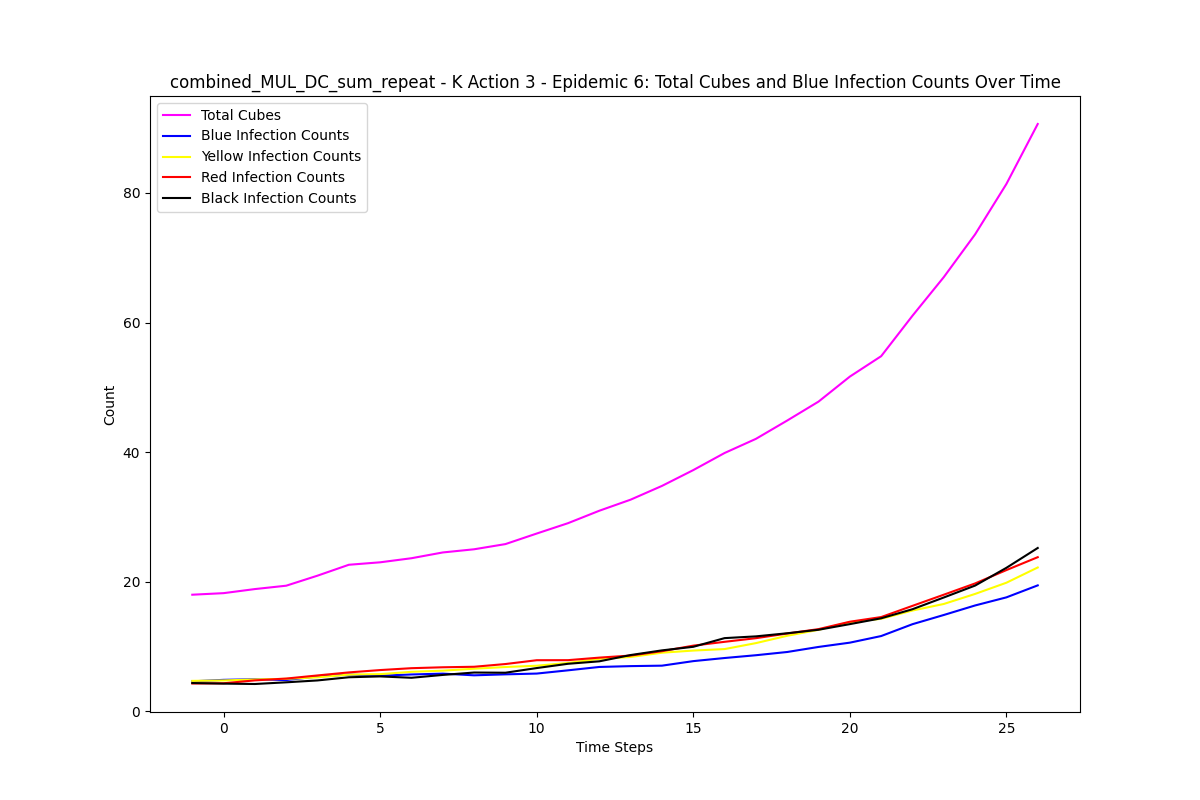 combined_MUL_DC_sum_repeat - K Action 3 - Epidemic 6: Total Cubes and Blue Infection Counts Over Time
Total Cubes
Blue Infection Counts
Yellow Infection Counts
Red Infection Counts
Black Infection Counts
80
60
40
20
0
Count
0 5 10 15 20 25
Time Steps